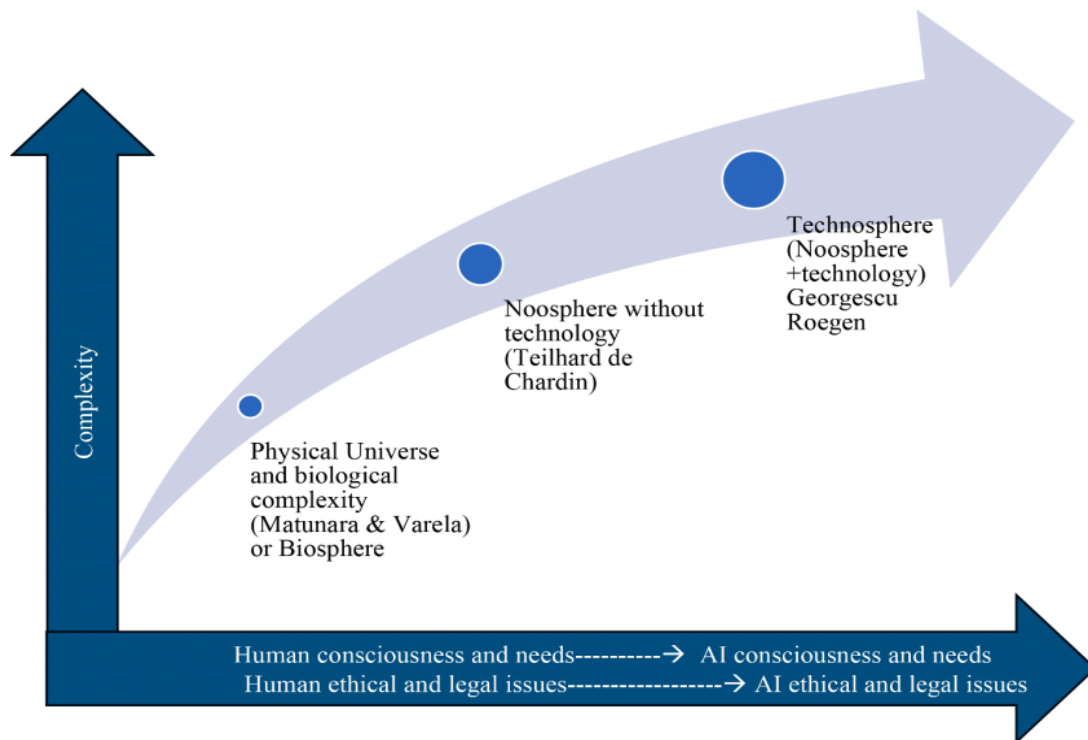 Complexity
Technosphere
(Noosphere
+technology)
Georgescu
Roegen
Noosphere without
technology
(Teilhard de
Chardin)
Physical Universe
and biological
complexity
(Matunara & Varela)
or Biosphere
Human consciousness and needs----------→ AI consciousness and needs
Human ethical and legal issues------------------→ AI ethical and legal issues